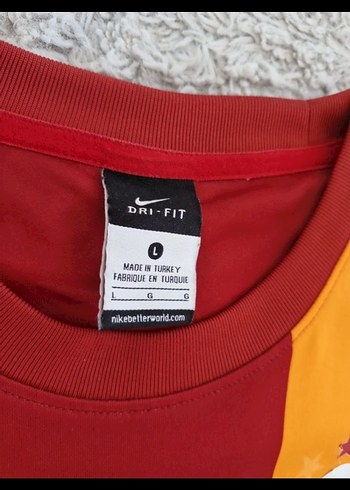 DRI-FIT
L
MADE IN TURKEY
FABRIQUE EN TURQUIE
L G G
nikebetterworld.com